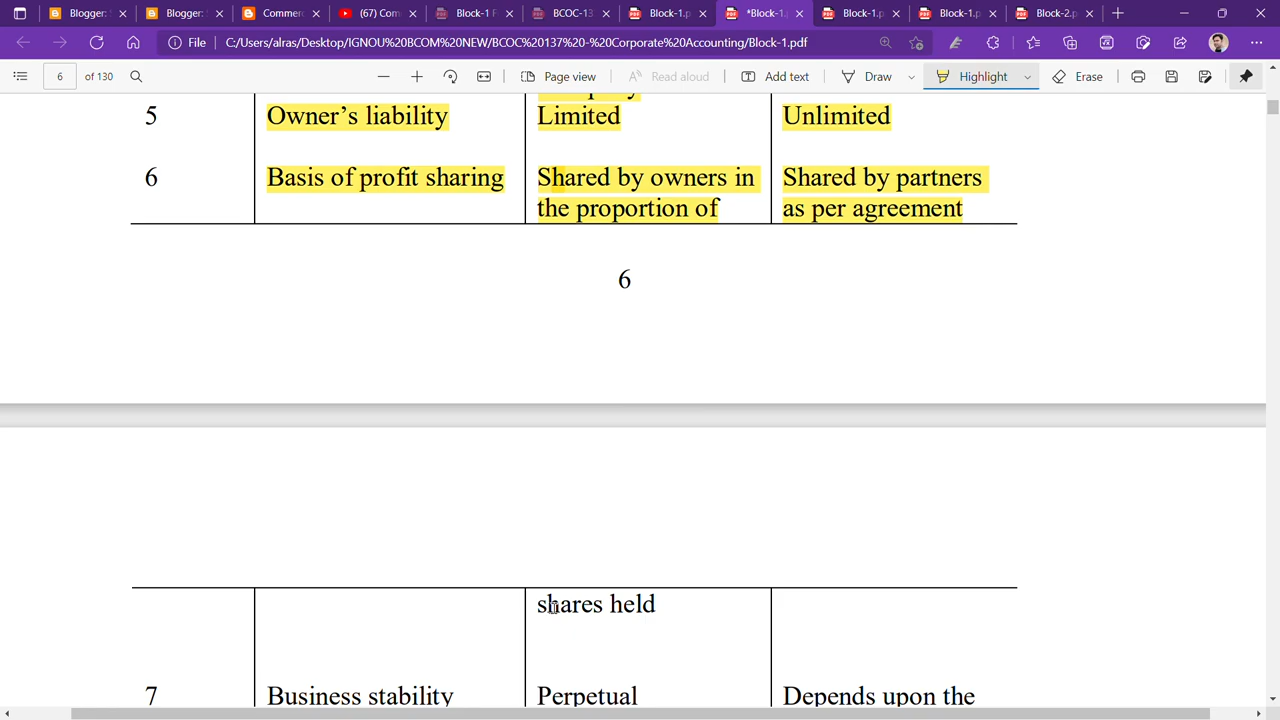 Blogger:
Blogger:
Commer
(67) Com
Block-1 f
BCOC-13
Block-1.p
*Block-1.
Block-1.p
Block-1.p
Block-2.p
File
C:/Users/alras/Desktop/IGNOU%20BCOM%20NEW/BCOC%20137%20-%20Corporate%20Accounting/Block-1.pdf
6 of 130
Page view
Read aloud
Add text
Draw
Highlight
Erase
5 Owner's liability Limited Unlimited
6 Basis of profit sharing Shared by owners in Shared by partners
the proportion of as per agreement
6
shares held
7 Business stability Perpetual Depends upon the